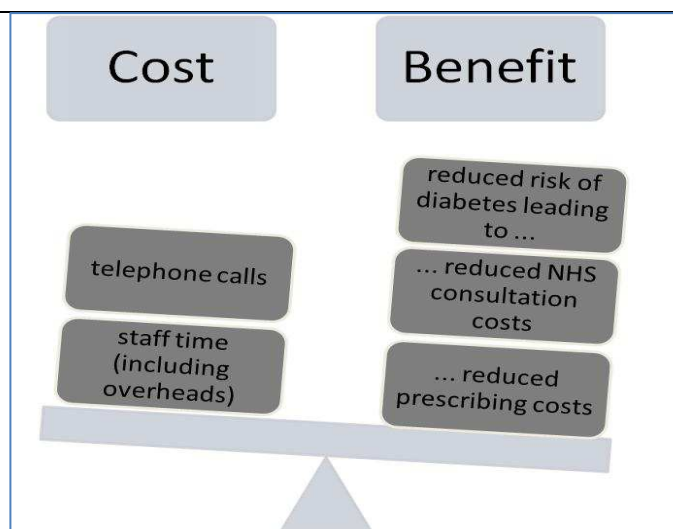 Cost
Benefit
telephone calls
staff time
(including
overheads)
reduced risk of
diabetes leading
to ...
... reduced NHS
consultation
costs
... reduced
prescribing costs